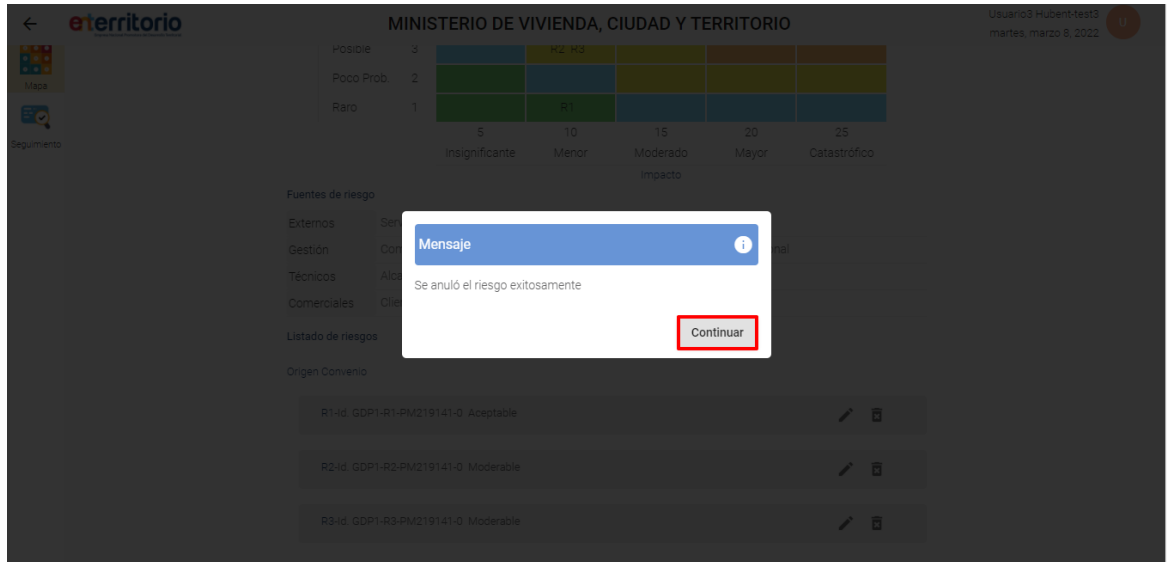 enterritorio
MINISTERIO DE VIVIENDA, CIUDAD Y TERRITORIO
Usuario3 Hubent-test3
martes, marzo 8, 2022
U
Mapa
Seguimiento
Posible 3 R2 R3
Poco Prob. 2
Raro 1 R1
5 10 15 20 25
Insignificante Menor Moderado Mayor Catastrófico
Impacto
Fuentes de riesgo
Externos
Gestión
Técnicos
Comerciales
Mensaje
Se anuló el riesgo exitosamente
Continuar
Listado de riesgos
Origen Convenio
R1-Id. GDP1-R1-PM219141-0 Aceptable
R2-Id. GDP1-R2-PM219141-0 Moderable
R3-Id. GDP1-R3-PM219141-0 Moderable